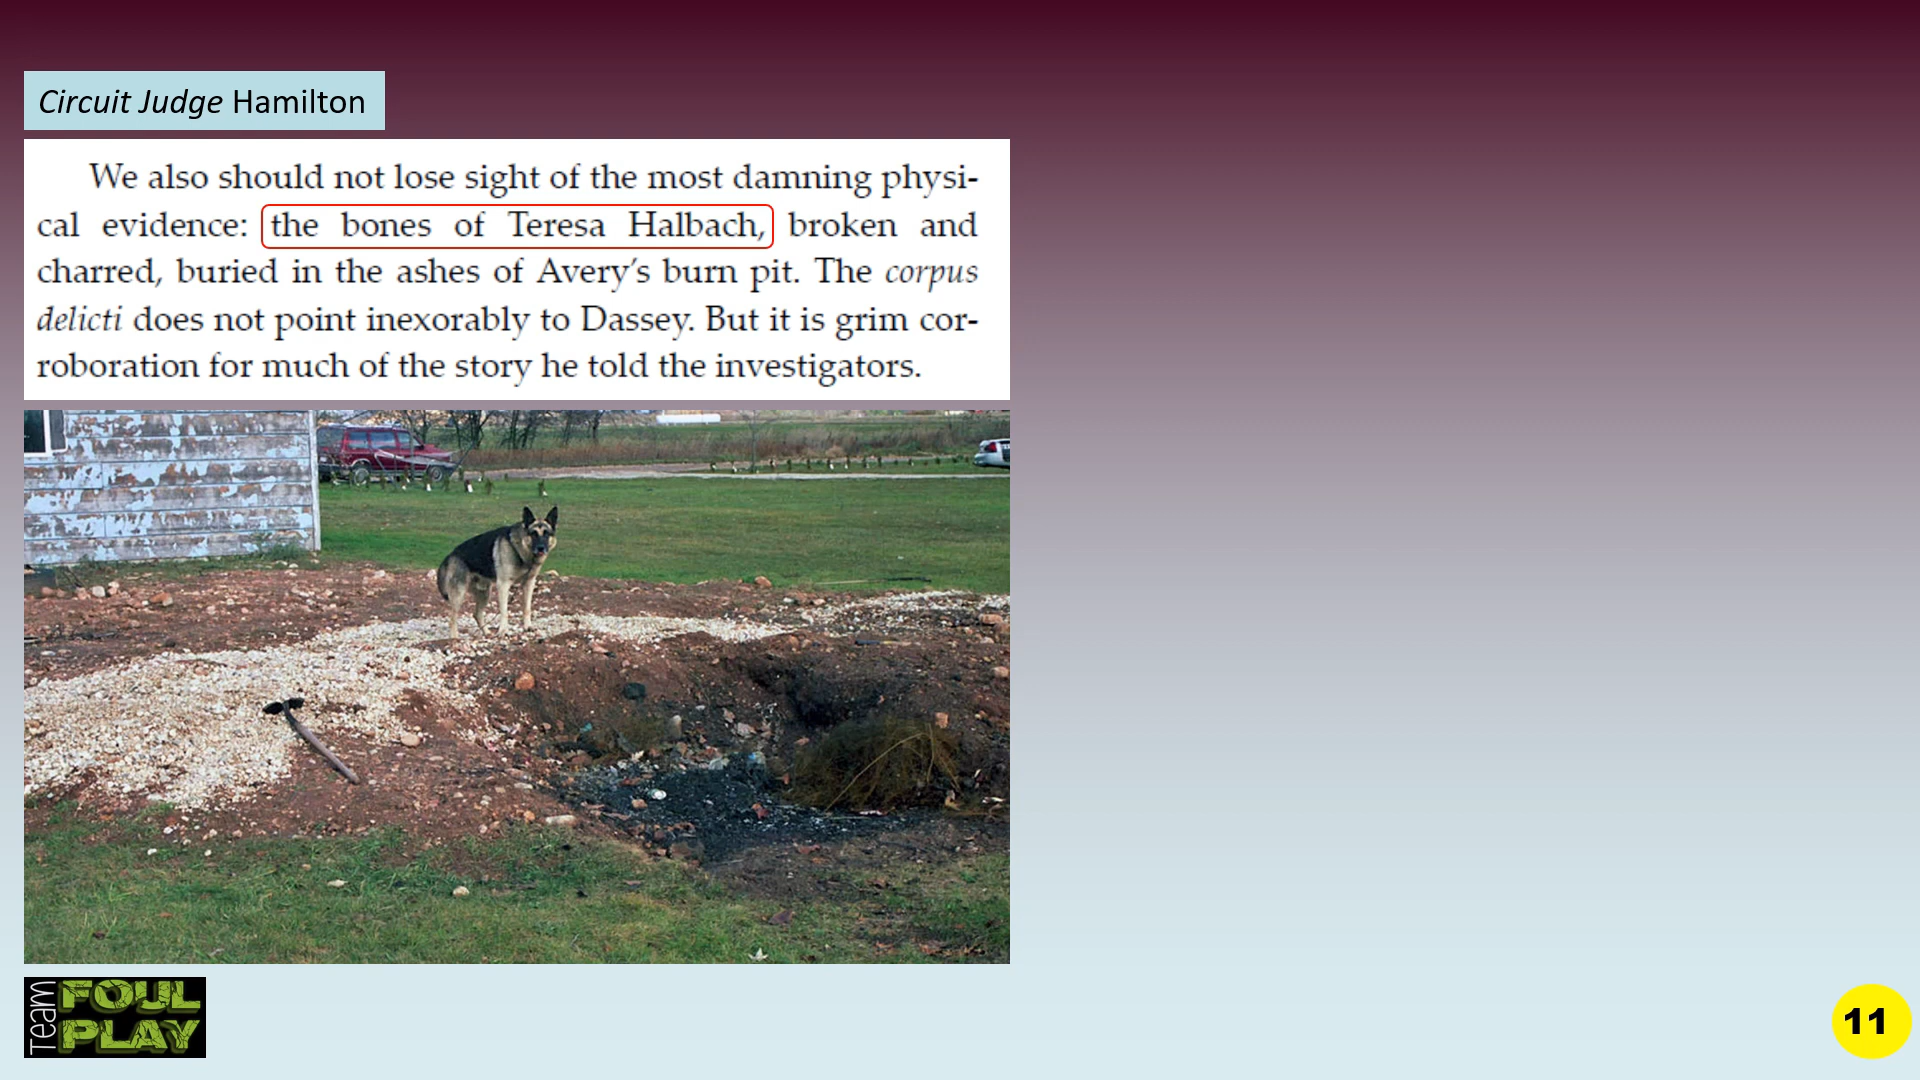 Circuit Judge Hamilton
We also should not lose sight of the most damning physi-
cal evidence: the bones of Teresa Halbach, broken and
charred, buried in the ashes of Avery's burn pit. The corpus
delicti does not point inexorably to Dassey. But it is grim cor-
roboration for much of the story he told the investigators.
Team
FOUL
PLAY
11